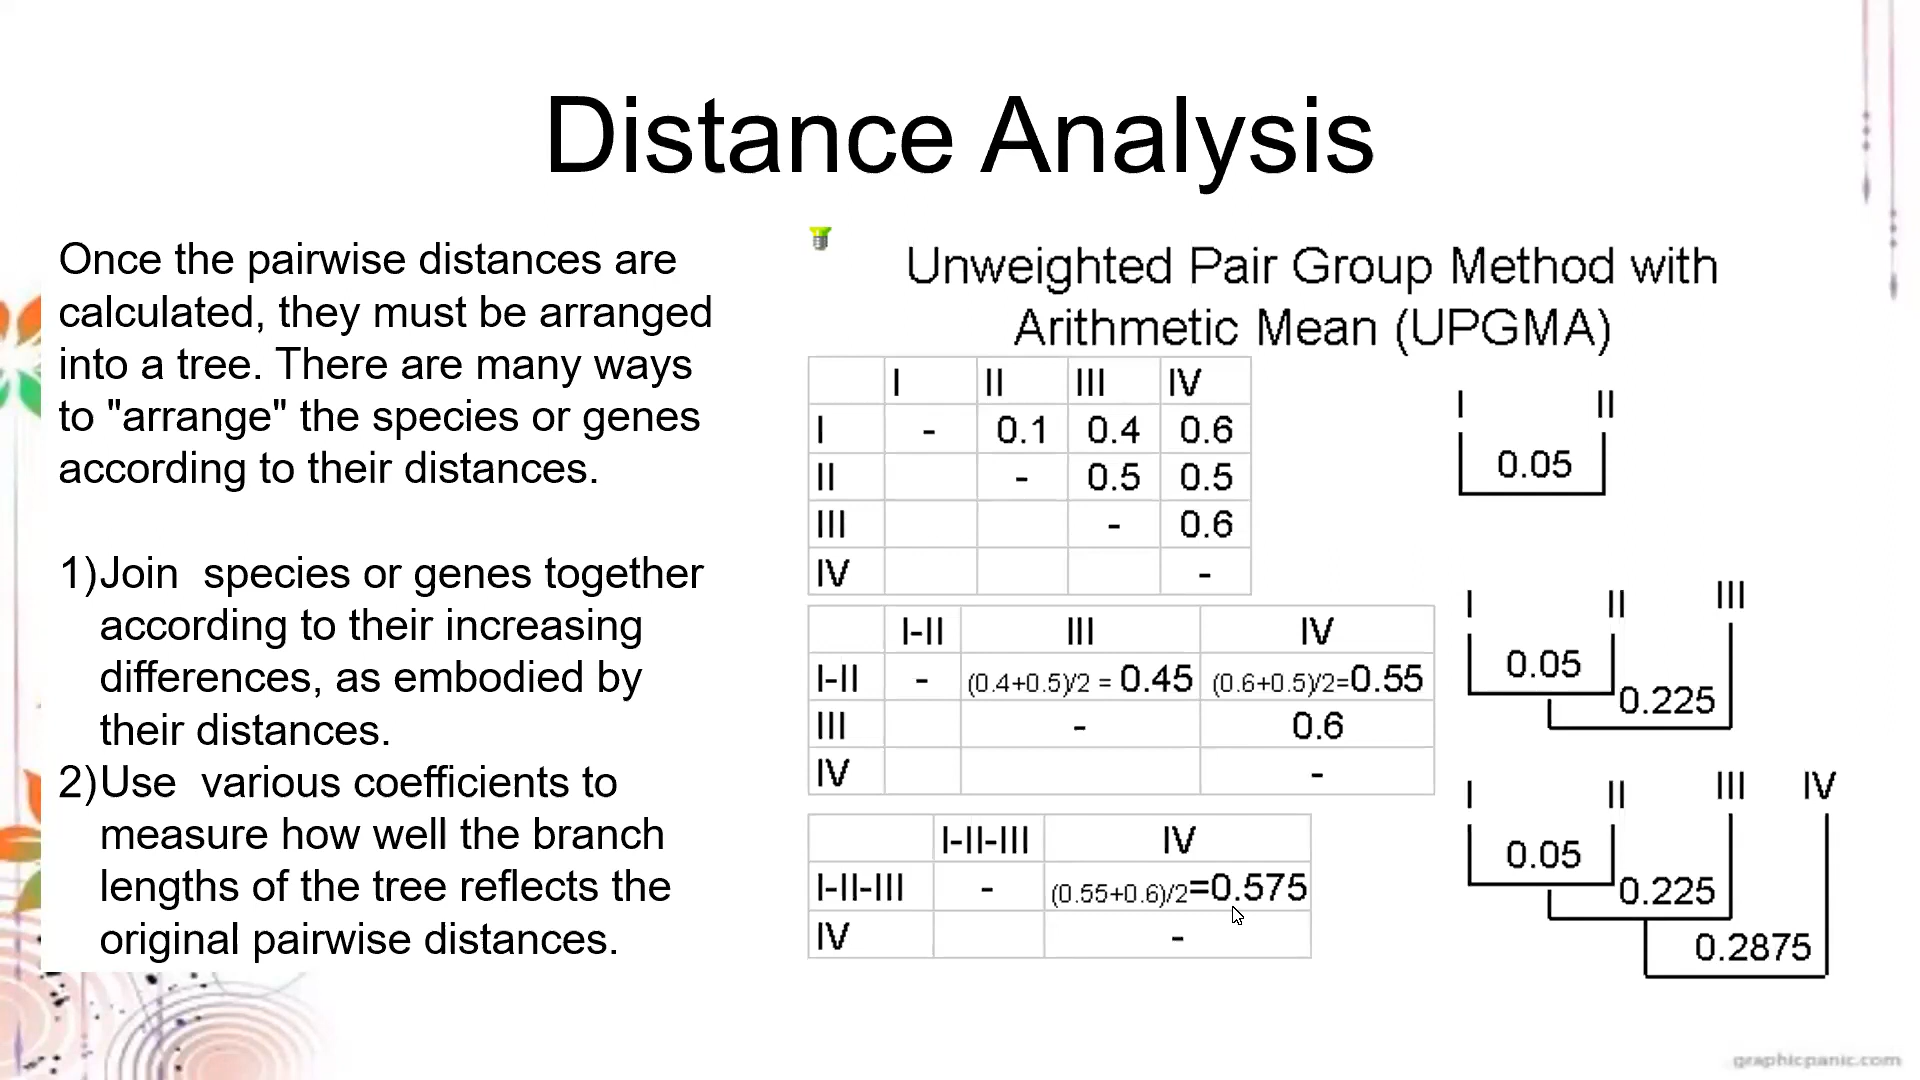 Distance Analysis
Once the pairwise distances are
calculated, they must be arranged
into a tree. There are many ways
to "arrange" the species or genes
according to their distances.
1)Join  species or genes together
according to their increasing
differences, as embodied by
their distances.
2)Use  various coefficients to
measure how well the branch
lengths of the tree reflects the
original pairwise distances.
Unweighted Pair Group Method with
Arithmetic Mean (UPGMA)
I II III IV
I - 0.1 0.4 0.6
II - 0.5 0.5
III - 0.6
IV -
I-II III IV
I-II - (0.4+0.5)/2 = 0.45 (0.6+0.5)/2=0.55
III - 0.6
IV -
I-II-III IV
I-II-III - (0.55+0.6)/2=0.575
IV -
I II
0.05
I II III
0.05
0.225
I II III IV
0.05
0.225
0.2875
graphicpanic.com